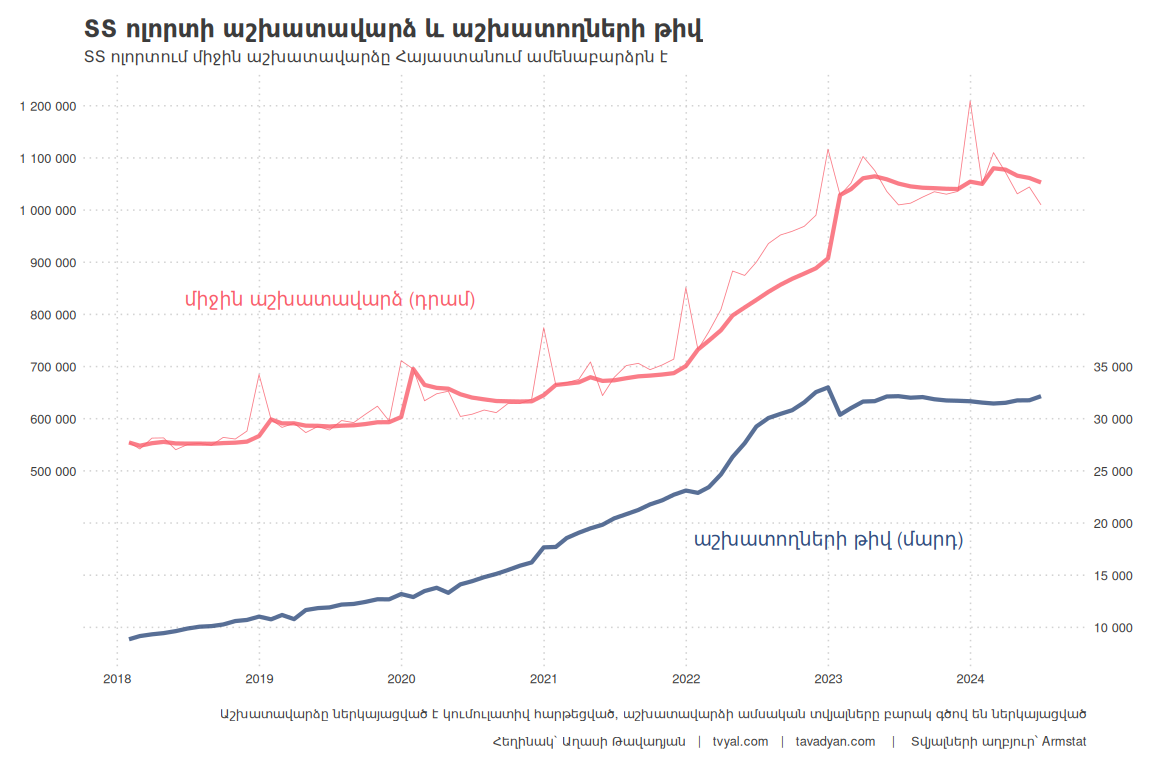 ՏՏ ոլորտի աշխատավարձ և աշխատողների թիվ
ՏՏ ոլորտում միջին աշխատավարձը Հայաստանում ամենաբարձրն է
1 200 000
1 100 000
1 000 000
900 000
800 000
700 000
600 000
500 000
միջին աշխատավարձ (դրամ)
35 000
30 000
25 000
20 000
15 000
10 000
աշխատողների թիվ (մարդ)
2018 2019 2020 2021 2022 2023 2024
Աշխատավարձը ներկայացված է կումուլատիվ հարթեցված, աշխատավարձի ամսական տվյալները բարակ գծով են ներկայացված
Հեղինակ՝ Աղասի Թավադյան | tvyal.com | tavadyan.com | Տվյալների աղբյուր՝ Armstat